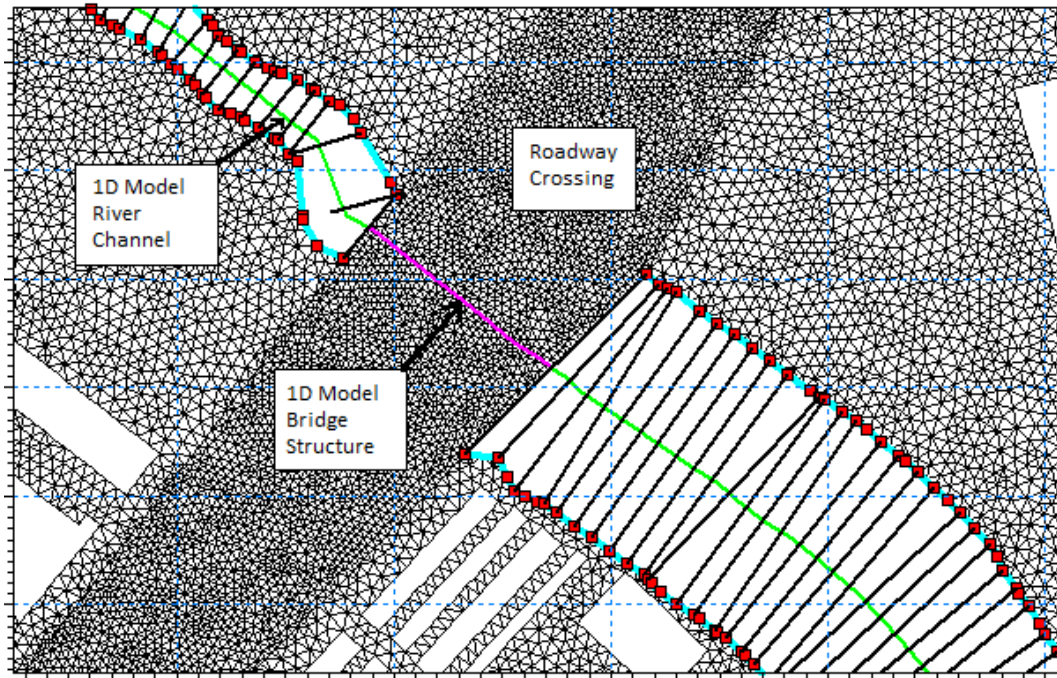 Roadway
Crossing
1D Model
River
Channel
1D Model
Bridge
Structure